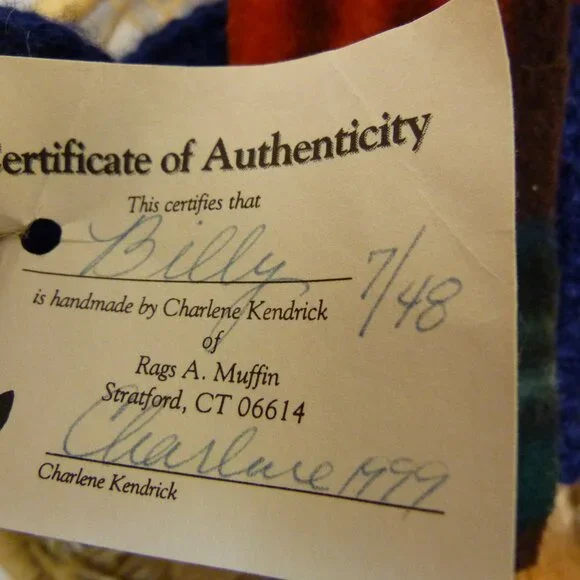 ertificate of Authenticity
This certifies that
Billy 7/48
is handmade by Charlene Kendrick
of
Rags A. Muffin
Stratford, CT 06614
Charlene 1999
Charlene Kendrick